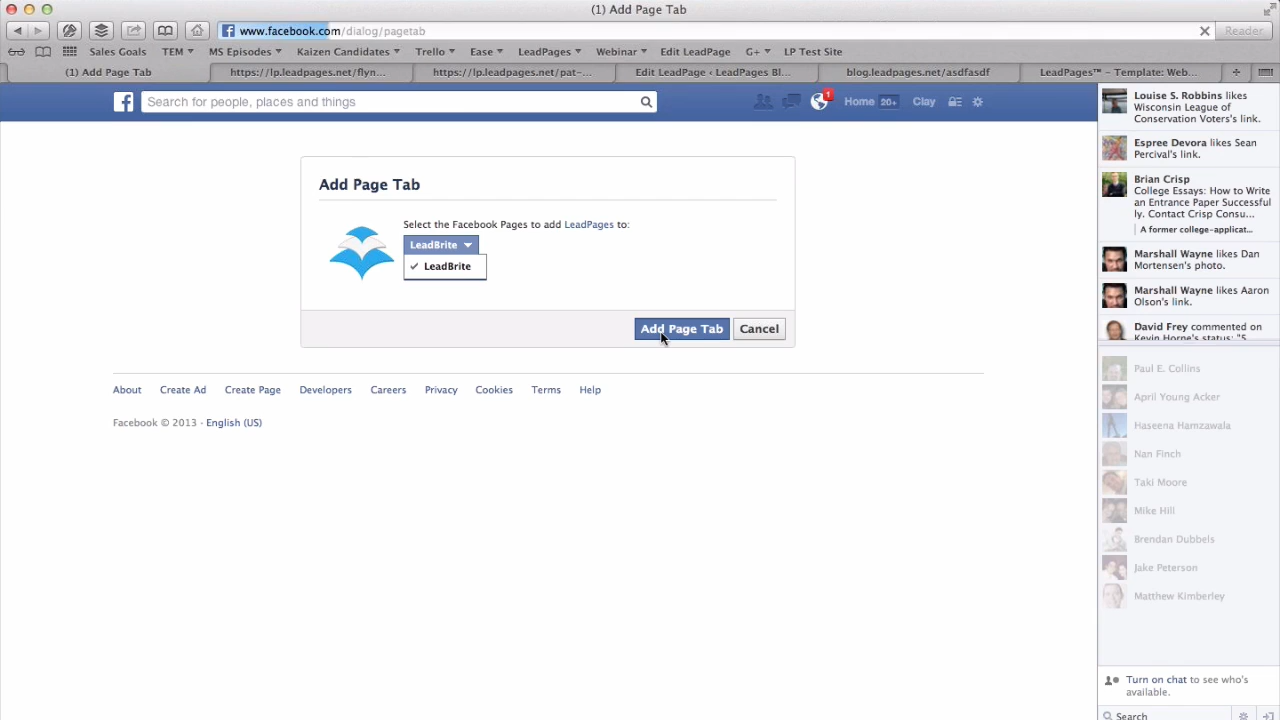 (1) Add Page Tab
www.facebook.com/dialog/pagetab
Reader
Sales Goals TEM MS Episodes Kaizen Candidates Trello Ease LeadPages Webinar Edit LeadPage G+ LP Test Site
(1) Add Page Tab https://lp.leadpages.net/flyn... https://lp.leadpages.net/pat-... Edit LeadPage ‹ LeadPages Bl... blog.leadpages.net/asdfasdf LeadPages™ – Template: Web...
Search for people, places and things
1
Home 20+ Clay
Add Page Tab
Select the Facebook Pages to add LeadPages to:
LeadBrite
✓ LeadBrite
Add Page Tab Cancel
About Create Ad Create Page Developers Careers Privacy Cookies Terms Help
Facebook © 2013 · English (US)
Louise S. Robbins likes
Wisconsin League of
Conservation Voters's link.
Espree Devora likes Sean
Percival's link.
Brian Crisp
College Essays: How to Write
an Entrance Paper Successful
ly. Contact Crisp Consu...
A former college-applicat...
Marshall Wayne likes Dan
Mortensen's photo.
Marshall Wayne likes Aaron
Olson's link.
David Frey commented on
Kevin Horne's status: "5
Paul E. Collins
April Young Acker
Haseena Hamzawala
Nan Finch
Taki Moore
Mike Hill
Brendan Dubbels
Jake Peterson
Matthew Kimberley
Turn on chat to see who's
available.
Search